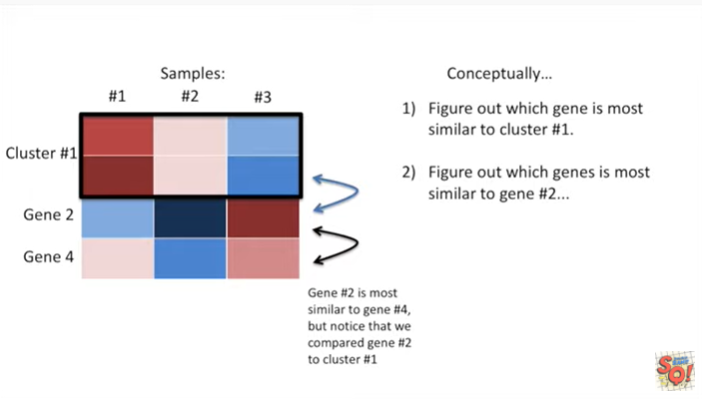 Samples:
#1 #2 #3
Cluster #1
Gene 2
Gene 4
Conceptually...
1) Figure out which gene is most
similar to cluster #1.
2) Figure out which genes is most
similar to gene #2...
Gene #2 is most
similar to gene #4,
but notice that we
compared gene #2
to cluster #1
SQ!